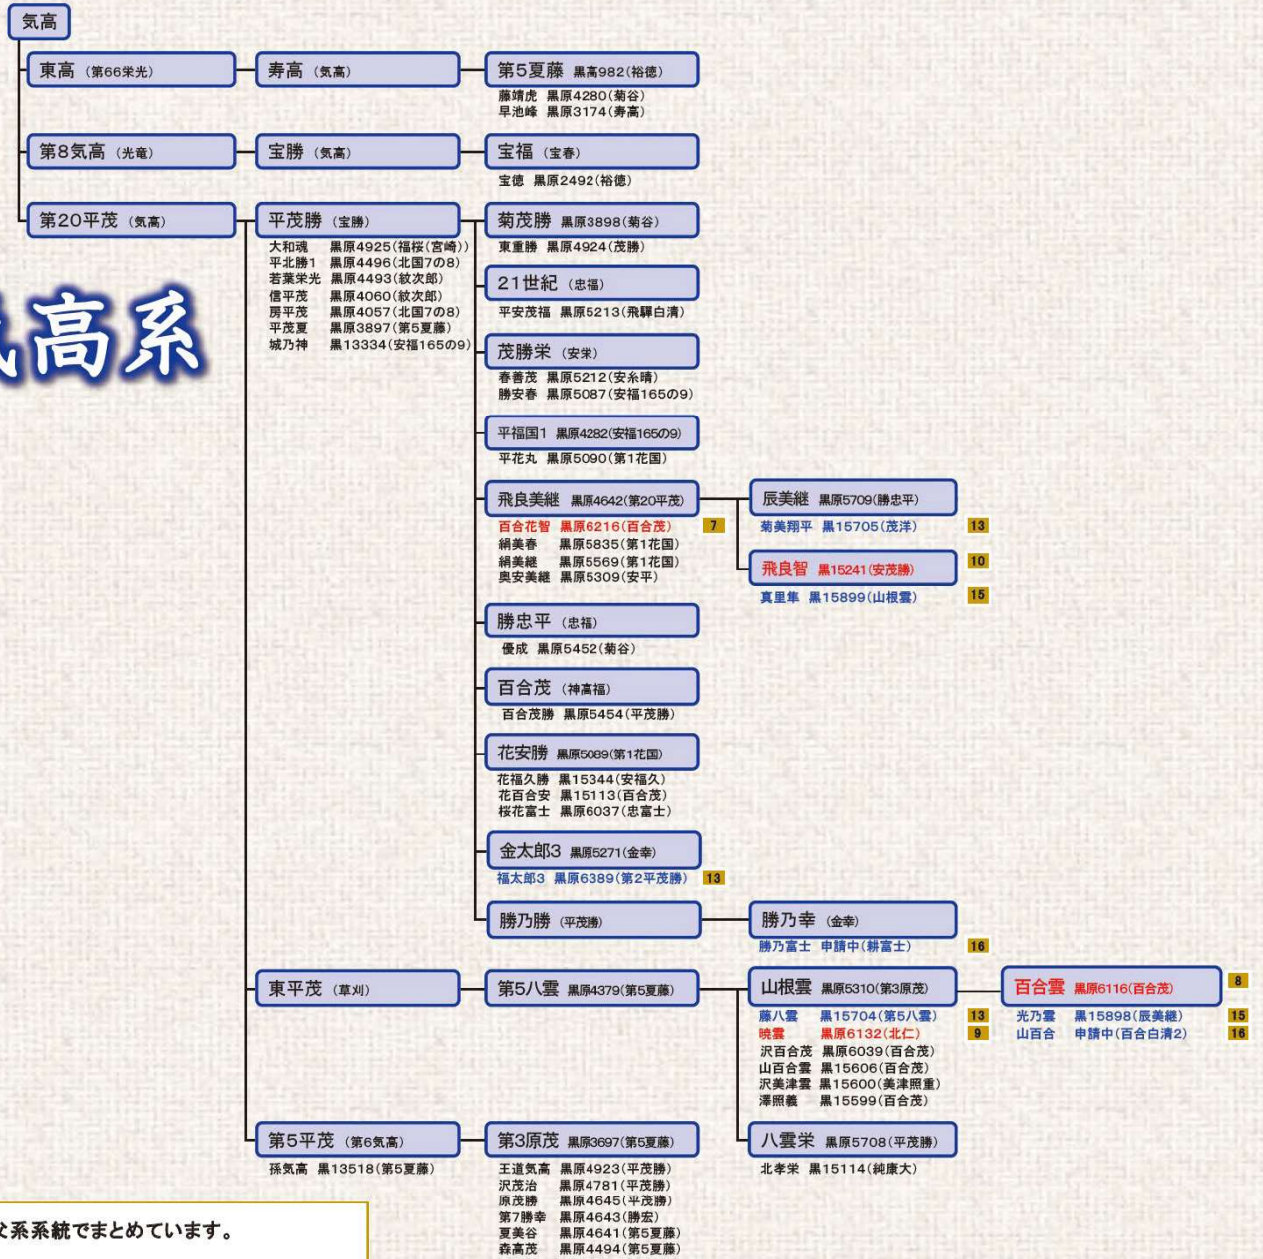 気高
東高 (第66栄光)
寿高 (気高)
第5夏藤 黒高982(裕徳)
藤靖虎 黒原4280(菊谷)
早池峰 黒原3174(寿高)
第8気高 (光竜)
宝勝 (気高)
宝福 (宝春)
宝徳 黒原2492(裕徳)
第20平茂 (気高)
平茂勝 (宝勝)
大和魂 黒原4925(福桜(宮崎))
平北勝1 黒原4496(北国7の8)
若葉栄光 黒原4493(紋次郎)
信平茂 黒原4060(紋次郎)
房平茂 黒原4057(北国7の8)
平茂夏 黒原3897(第5夏藤)
城乃神 黒13334(安福165の9)
菊茂勝 黒原3898(菊谷)
東重勝 黒原4924(茂勝)
21世紀 (忠福)
平安茂福 黒原5213(飛騨白清)
高系
茂勝栄 (安栄)
春善茂 黒原5212(安糸晴)
勝安春 黒原5087(安福165の9)
平福国1 黒原4282(安福165の9)
平花丸 黒原5090(第1花国)
飛良美継 黒原4642(第20平茂)
百合花智 黒原6216(百合茂) 7
絹美春 黒原5835(第1花国)
絹美継 黒原5569(第1花国)
奥安美継 黒原5309(安平)
辰美継 黒原5709(勝忠平)
菊美翔平 黒15705(茂洋) 13
飛良智 黒15241(安茂勝) 10
真里隼 黒15899(山根雲) 15
勝忠平 (忠福)
優成 黒原5452(菊谷)
百合茂 (神高福)
百合茂勝 黒原5454(平茂勝)
花安勝 黒原5089(第1花国)
花福久勝 黒15344(安福久)
花百合安 黒15113(百合茂)
桜花富士 黒原6037(忠富士)
金太郎3 黒原5271(金幸)
福太郎3 黒原6389(第2平茂勝) 13
勝乃勝 (平茂勝)
勝乃幸 (金幸)
勝乃富士 申請中(耕富士) 16
東平茂 (草刈)
第5八雲 黒原4379(第5夏藤)
山根雲 黒原5310(第3原茂)
藤八雲 黒15704(第5八雲) 13
暁雲 黒原6132(北仁) 9
沢百合茂 黒原6039(百合茂)
山百合雲 黒15606(百合茂)
沢美津雲 黒15600(美津照重)
澤照義 黒15599(百合茂)
百合雲 黒原6116(百合茂) 8
光乃雲 黒15898(辰美継) 15
山百合 申請中(百合白清2) 16
八雲栄 黒原5708(平茂勝)
北孝栄 黒15114(純康大)
第5平茂 (第6気高)
孫気高 黒13518(第5夏藤)
第3原茂 黒原3697(第5夏藤)
王道気高 黒原4923(平茂勝)
沢茂治 黒原4781(平茂勝)
原茂勝 黒原4645(平茂勝)
第7勝幸 黒原4643(勝宏)
夏美谷 黒原4641(第5夏藤)
森高茂 黒原4494(第5夏藤)
父系系統でまとめています。